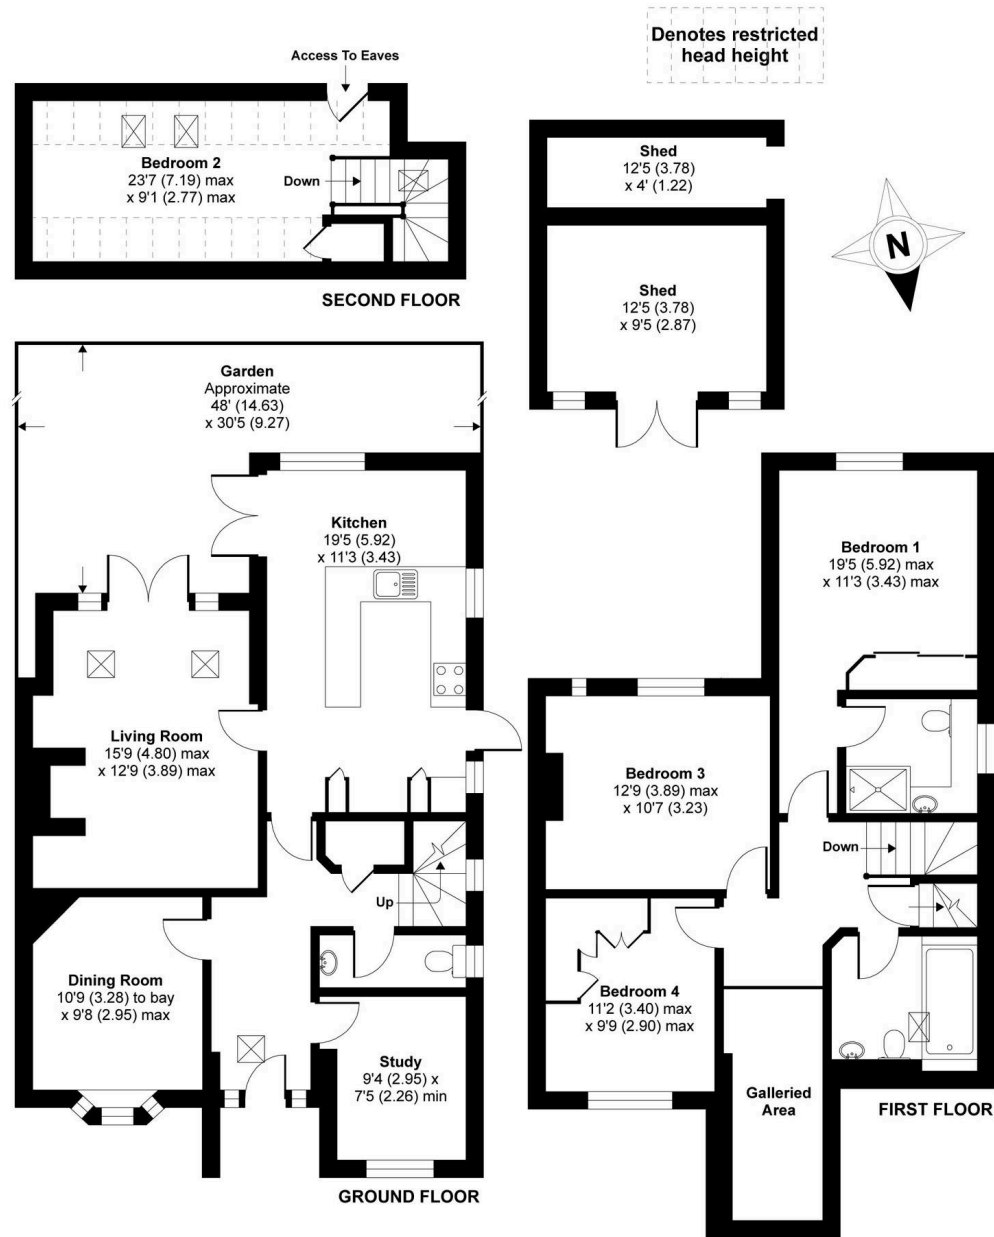 Denotes restricted
head height
Access To Eaves
Bedroom 2
23'7 (7.19) max
x 9'1 (2.77) max
Down
SECOND FLOOR
Shed
12'5 (3.78)
x 4' (1.22)
N
Shed
12'5 (3.78)
x 9'5 (2.87)
Garden
Approximate
48' (14.63)
x 30'5 (9.27)
Kitchen
19'5 (5.92)
x 11'3 (3.43)
Living Room
15'9 (4.80) max
x 12'9 (3.89) max
Up
Dining Room
10'9 (3.28) to bay
x 9'8 (2.95) max
Study
9'4 (2.95) x
7'5 (2.26) min
GROUND FLOOR
Bedroom 1
19'5 (5.92) max
x 11'3 (3.43) max
Bedroom 3
12'9 (3.89) max
x 10'7 (3.23)
Down
Bedroom 4
11'2 (3.40) max
x 9'9 (2.90) max
Galleried
Area
FIRST FLOOR